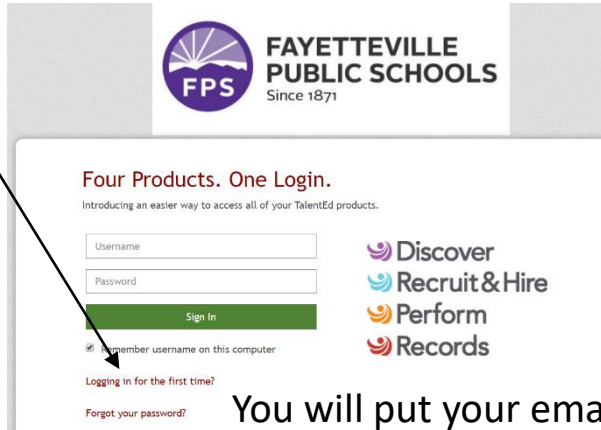 FAYETTEVILLE
PUBLIC SCHOOLS
Since 1871
FPS
Four Products. One Login.
Introducing an easier way to access all of your TalentEd products.
Username
Password
Sign In
Remember username on this computer
Logging in for the first time?
Forgot your password?
Discover
Recruit & Hire
Perform
Records
You will put your ema